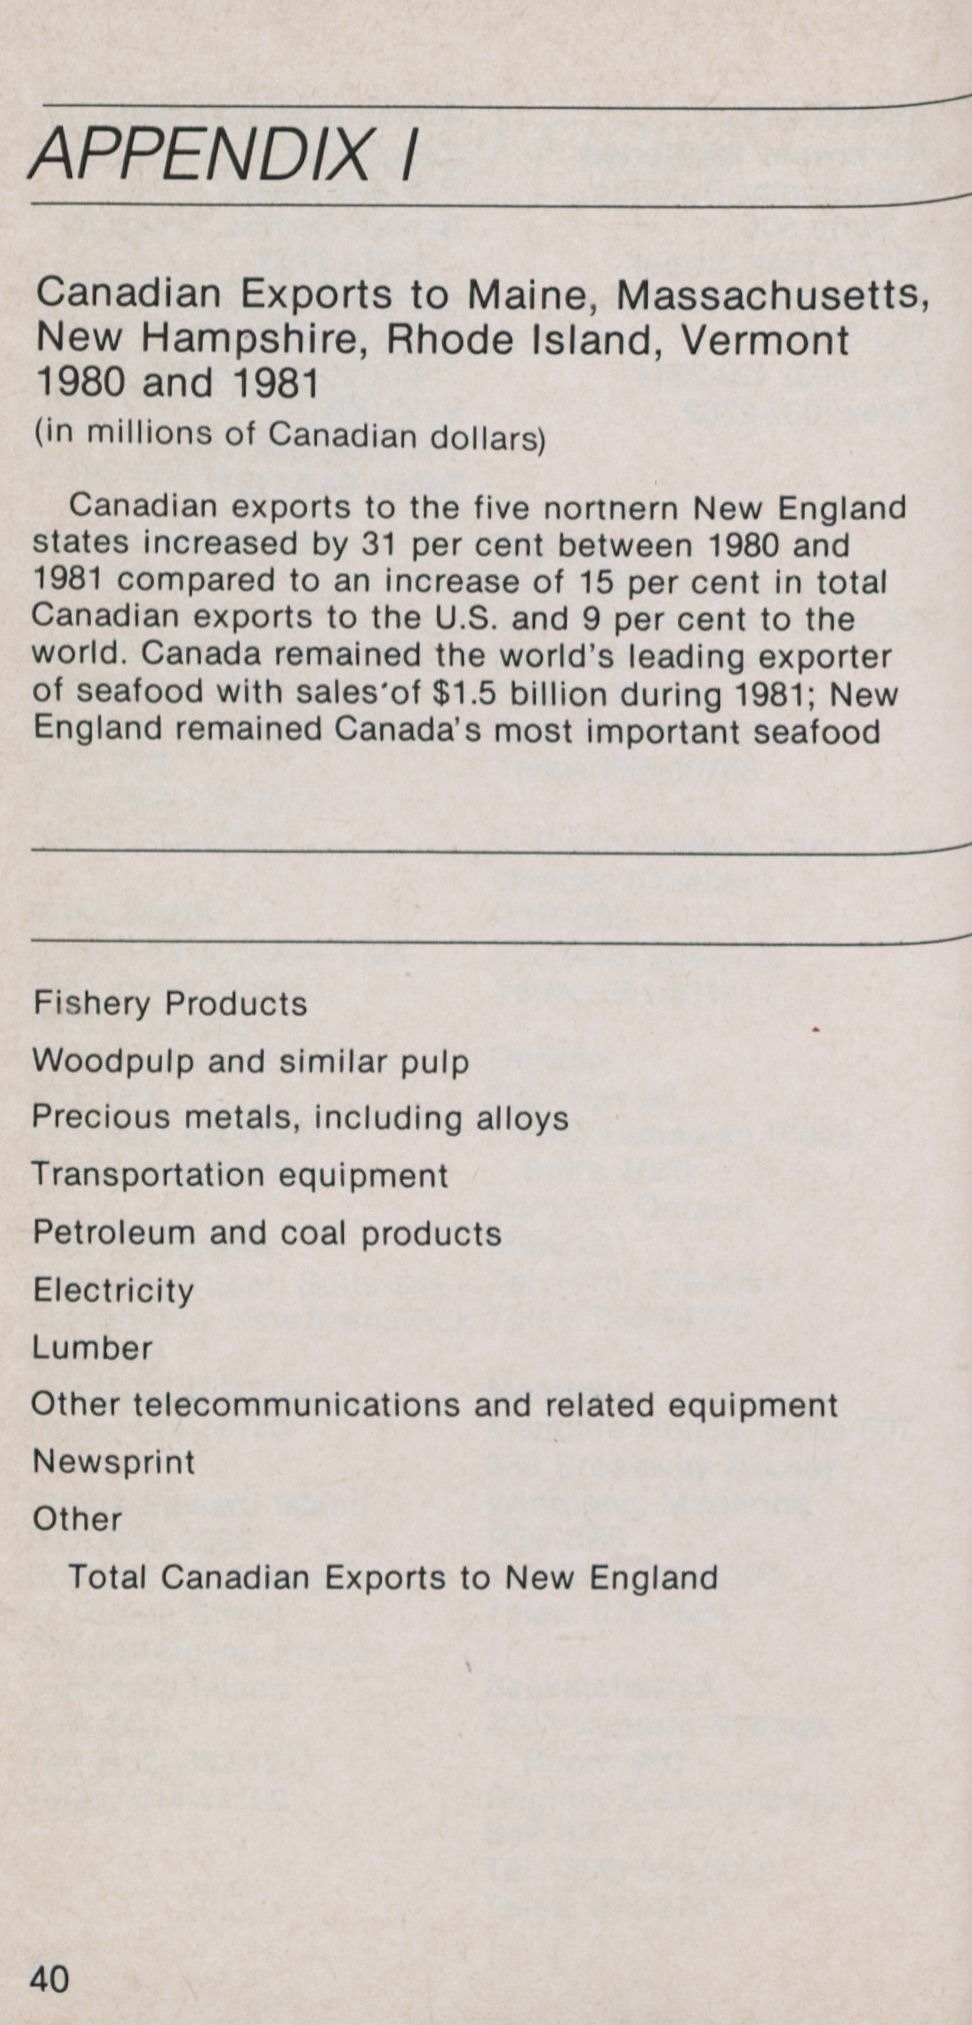 APPENDIX I
Canadian Exports to Maine, Massachusetts,
New Hampshire, Rhode Island, Vermont
1980 and 1981
(in millions of Canadian dollars)
Canadian exports to the five nortnern New England
states increased by 31 per cent between 1980 and
1981 compared to an increase of 15 per cent in total
Canadian exports to the U.S. and 9 per cent to the
world. Canada remained the world's leading exporter
of seafood with sales of $1.5 billion during 1981; New
England remained Canada's most important seafood
Fishery Products
Woodpulp and similar pulp
Precious metals, including alloys
Transportation equipment
Petroleum and coal products
Electricity
Lumber
Other telecommunications and related equipment
Newsprint
Other
Total Canadian Exports to New England
40